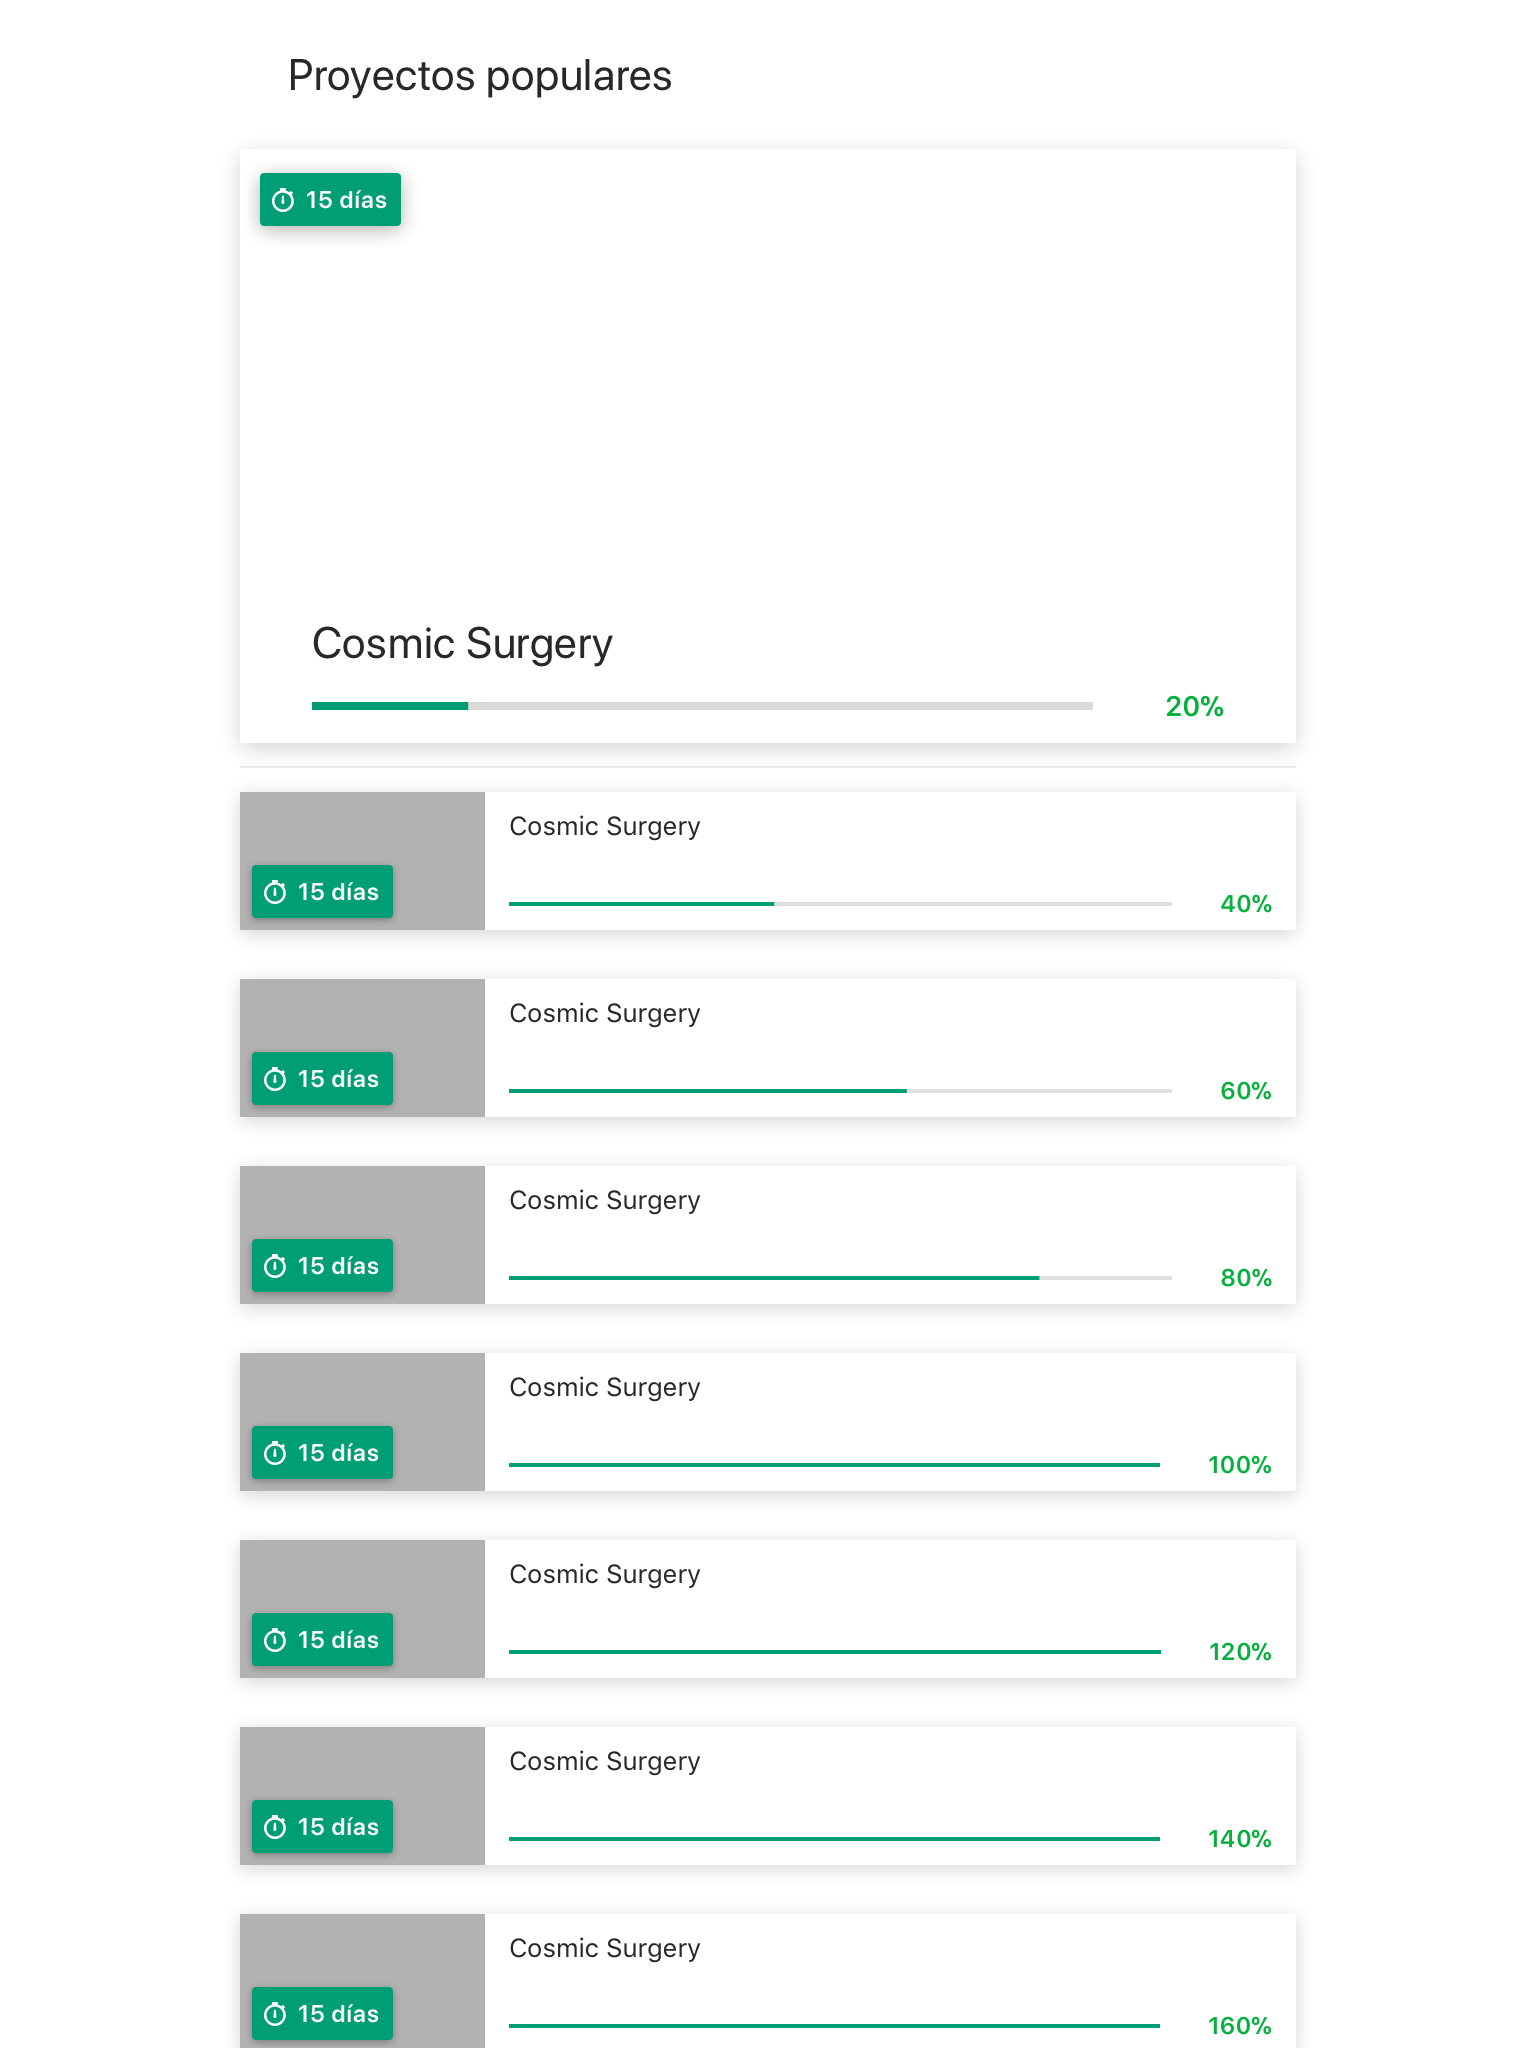 Proyectos populares
15 días
Cosmic Surgery
20%
Cosmic Surgery
15 días
40%
Cosmic Surgery
15 días
60%
Cosmic Surgery
15 días
80%
Cosmic Surgery
15 días
100%
Cosmic Surgery
15 días
120%
Cosmic Surgery
15 días
140%
Cosmic Surgery
15 días
160%